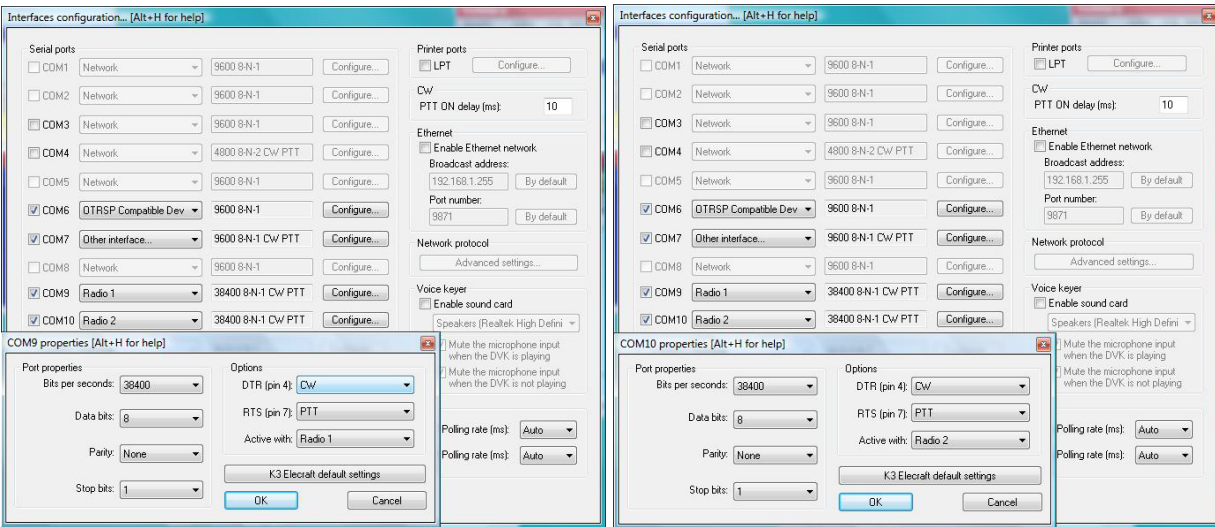 Interfaces configuration... [Alt+H for help]
Serial ports
COM1 Network 9600 8-N-1 Configure...
COM2 Network 9600 8-N-1 Configure...
COM3 Network 9600 8-N-1 Configure...
COM4 Network 4800 8-N-2 CW PTT Configure...
COM5 Network 9600 8-N-1 Configure...
COM6 OTRSP Compatible Dev 9600 8-N-1 Configure...
COM7 Other interface... 9600 8-N-1 CW PTT Configure...
COM8 Network 9600 8-N-1 Configure...
COM9 Radio 1 38400 8-N-1 CW PTT Configure...
COM10 Radio 2 38400 8-N-1 CW PTT Configure...
Printer ports
LPT Configure...
CW
PTT ON delay (ms): 10
Ethernet
Enable Ethernet network
Broadcast address:
192.168.1.255 By default
Port number:
9871 By default
Network protocol
Advanced settings...
Voice keyer
Enable sound card
Speakers (Realtek High Defini
Mute the microphone input
when the DVK is playing
Mute the microphone input
when the DVK is not playing
Polling rate (ms): Auto
Polling rate (ms): Auto
COM9 properties [Alt+H for help]
Port properties
Bits per seconds: 38400
Data bits: 8
Parity: None
Stop bits: 1
Options
DTR (pin 4): CW
RTS (pin 7): PTT
Active with: Radio 1
K3 Elecraft default settings
OK Cancel
Interfaces configuration... [Alt+H for help]
Serial ports
COM1 Network 9600 8-N-1 Configure...
COM2 Network 9600 8-N-1 Configure...
COM3 Network 9600 8-N-1 Configure...
COM4 Network 4800 8-N-2 CW PTT Configure...
COM5 Network 9600 8-N-1 Configure...
COM6 OTRSP Compatible Dev 9600 8-N-1 Configure...
COM7 Other interface... 9600 8-N-1 CW PTT Configure...
COM8 Network 9600 8-N-1 Configure...
COM9 Radio 1 38400 8-N-1 CW PTT Configure...
COM10 Radio 2 38400 8-N-1 CW PTT Configure...
Printer ports
LPT Configure...
CW
PTT ON delay (ms): 10
Ethernet
Enable Ethernet network
Broadcast address:
192.168.1.255 By default
Port number:
9871 By default
Network protocol
Advanced settings...
Voice keyer
Enable sound card
Speakers (Realtek High Defini
Mute the microphone input
when the DVK is playing
Mute the microphone input
when the DVK is not playing
Polling rate (ms): Auto
Polling rate (ms): Auto
COM10 properties [Alt+H for help]
Port properties
Bits per seconds: 38400
Data bits: 8
Parity: None
Stop bits: 1
Options
DTR (pin 4): CW
RTS (pin 7): PTT
Active with: Radio 2
K3 Elecraft default settings
OK Cancel